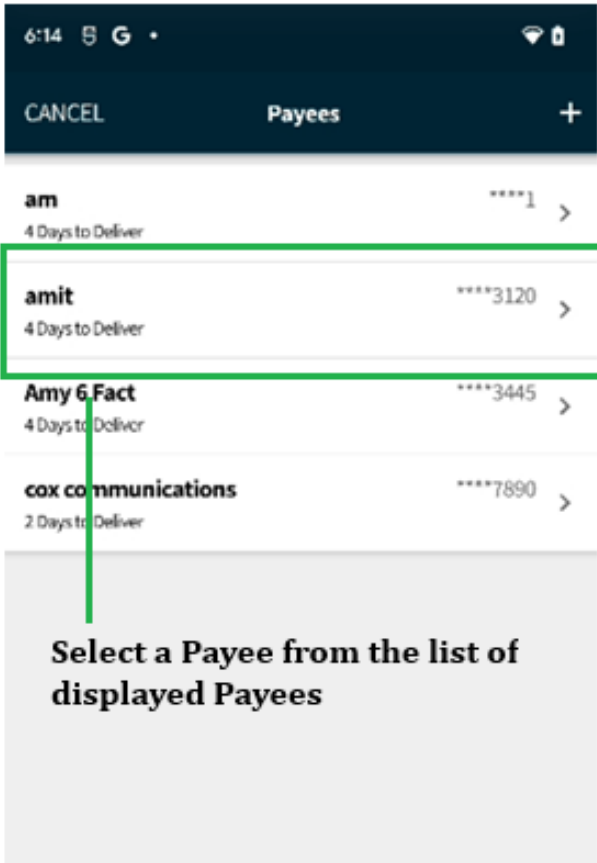 6:14 G •
CANCEL Payees +
am ****1
4 Days to Deliver
amit ****3120
4 Days to Deliver
Amy 6 Fact ****3445
4 Days to Deliver
cox communications ****7890
2 Days to Deliver
Select a Payee from the list of
displayed Payees